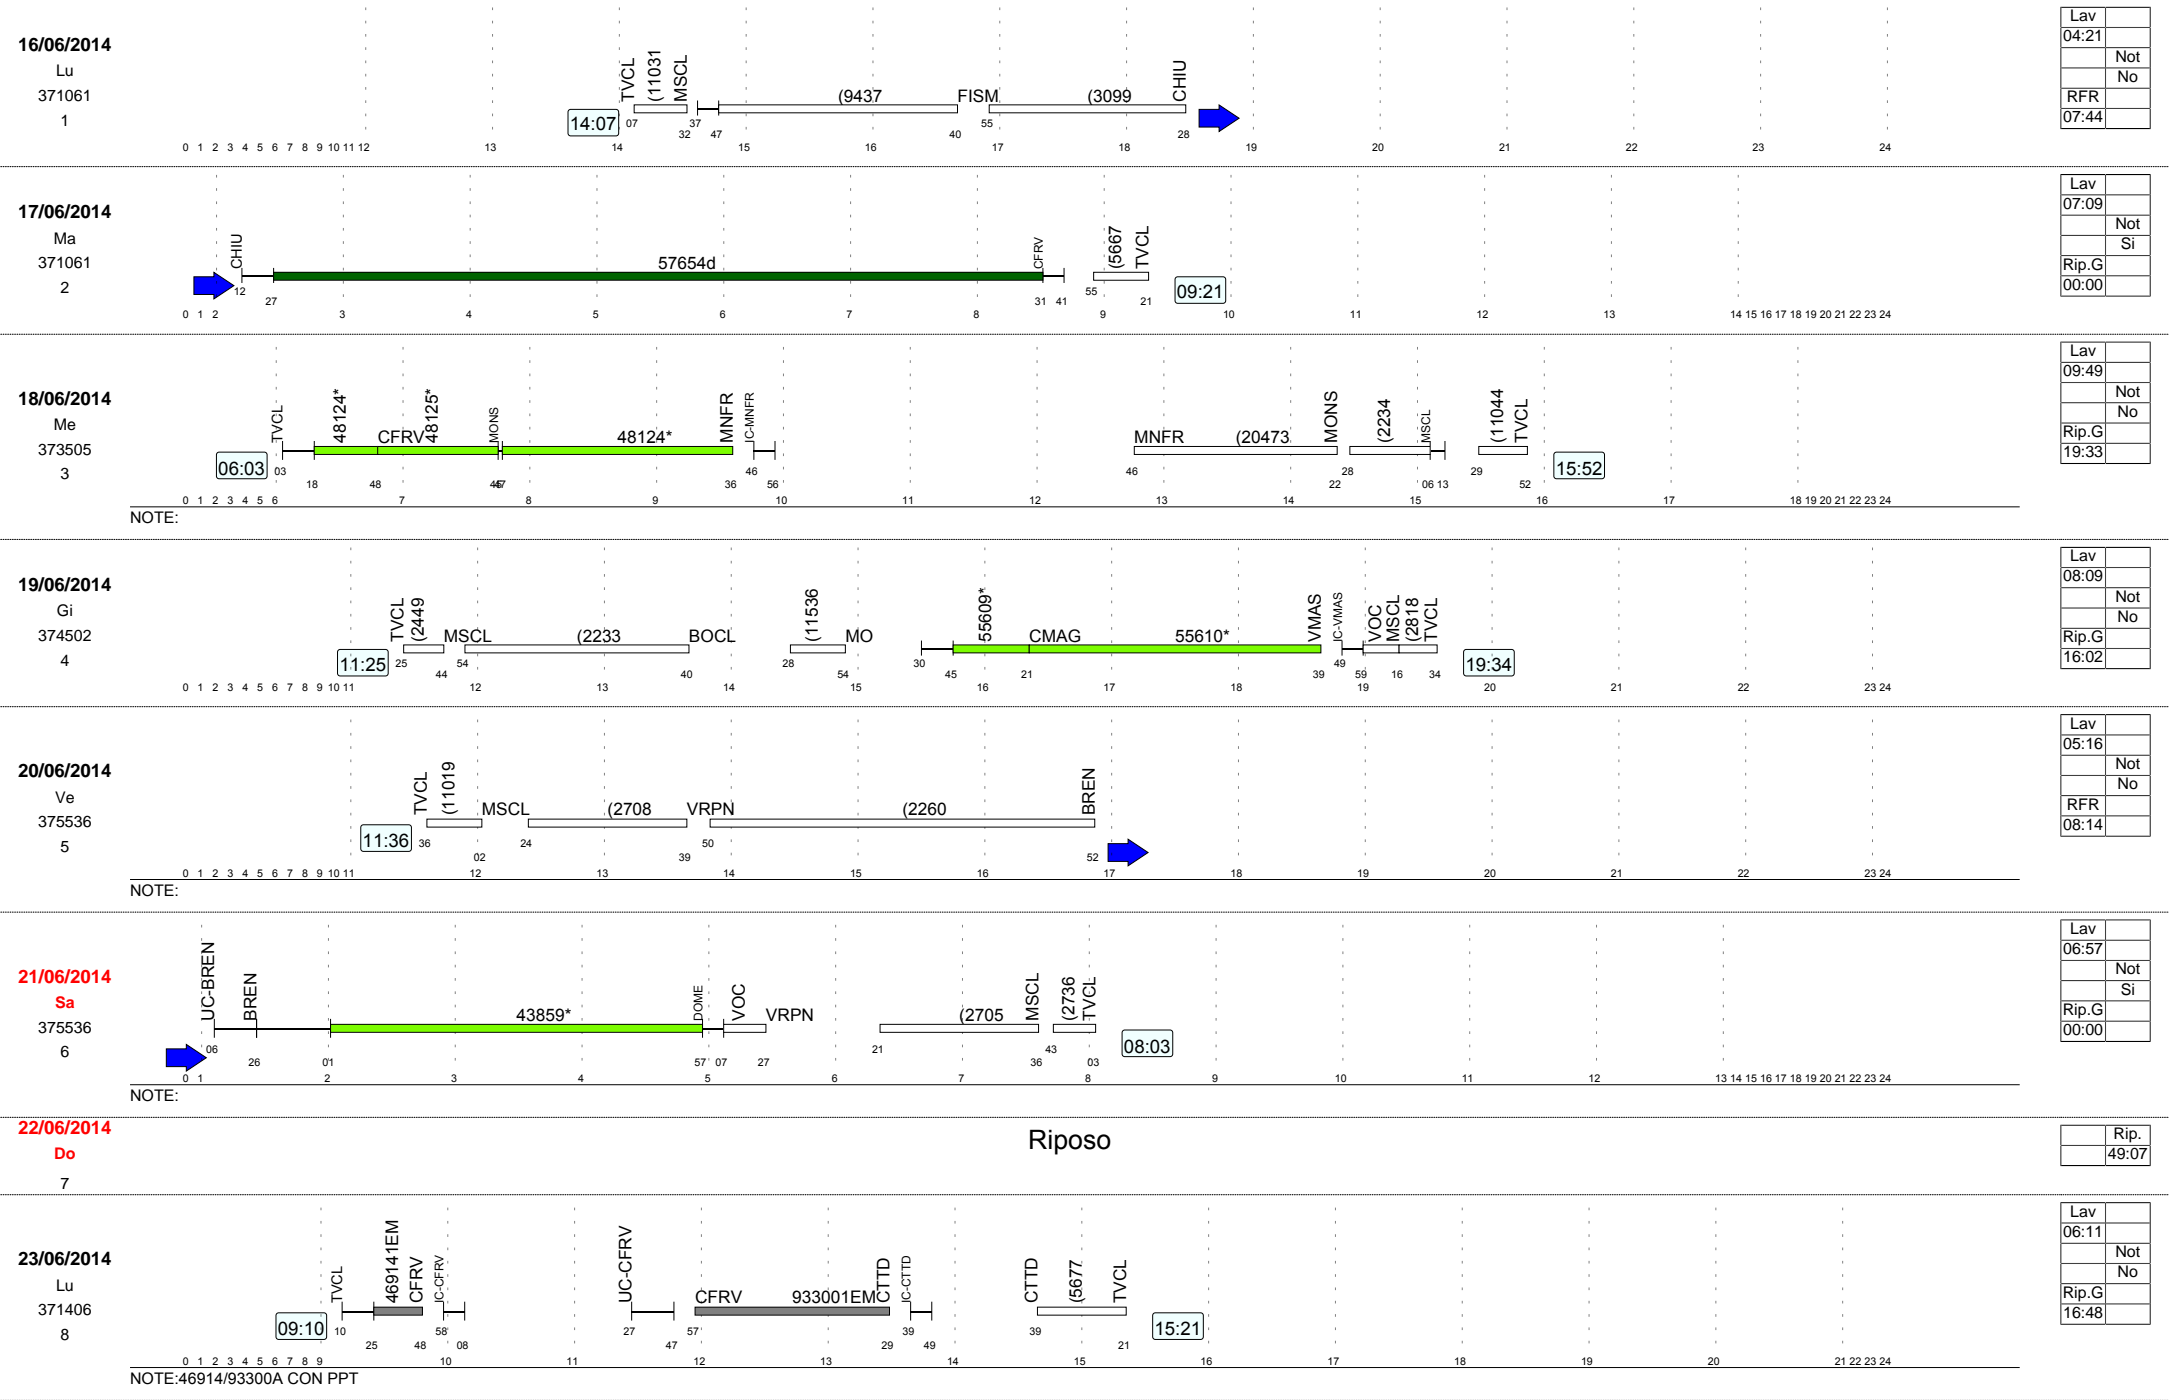 16/06/2014
Lu
371061
1
14:07
TVCL (11031 MSCL (9437 FISM (3099 CHIU
07 32 37 47 40 55 28
0 1 2 3 4 5 6 7 8 9 10 11 12 13 14 15 16 17 18 19 20 21 22 23 24
Lav
04:21
Not
No
RFR
07:44
17/06/2014
Ma
371061
2
CHIU 57654d CFRV (5667 TVCL
12 27 31 41 55 21
09:21
0 1 2 3 4 5 6 7 8 9 10 11 12 13 14 15 16 17 18 19 20 21 22 23 24
Lav
07:09
Not
Si
Rip.G
00:00
18/06/2014
Me
373505
3
06:03
TVCL 48124* CFRV 48125* MONS 48124* MNFR IC-MNFR MNFR (20473 MONS (2234 MSCL (11044 TVCL
03 18 48 45 47 36 46 56 46 22 28 06 13 29 52
15:52
0 1 2 3 4 5 6 7 8 9 10 11 12 13 14 15 16 17 18 19 20 21 22 23 24
NOTE:
Lav
09:49
Not
No
Rip.G
19:33
19/06/2014
Gi
374502
4
11:25
TVCL (2449 MSCL (2233 BOCL (11536 MO 55609* CMAG 55610* VMAS IC-VMAS VOC MSCL (2818 TVCL
25 44 54 40 28 54 30 45 21 39 49 59 16 34
19:34
0 1 2 3 4 5 6 7 8 9 10 11 12 13 14 15 16 17 18 19 20 21 22 23 24
Lav
08:09
Not
No
Rip.G
16:02
20/06/2014
Ve
375536
5
11:36
TVCL (11019 MSCL (2708 VRPN (2260 BREN
36 02 24 39 50 52
0 1 2 3 4 5 6 7 8 9 10 11 12 13 14 15 16 17 18 19 20 21 22 23 24
NOTE:
Lav
05:16
Not
No
RFR
08:14
21/06/2014
Sa
375536
6
UC-BREN BREN 43859* DOME VOC VRPN (2705 MSCL (2736 TVCL
06 26 01 57 07 27 21 36 43 03
08:03
0 1 2 3 4 5 6 7 8 9 10 11 12 13 14 15 16 17 18 19 20 21 22 23 24
NOTE:
Lav
06:57
Not
Si
Rip.G
00:00
22/06/2014
Do
7
Riposo
Rip.
49:07
23/06/2014
Lu
371406
8
09:10
TVCL 469141EM CFRV IC-CFRV UC-CFRV CFRV 933001EM CTTD IC-CTTD CTTD (5677 TVCL
10 25 48 58 08 27 47 57 29 39 49 39 21
15:21
0 1 2 3 4 5 6 7 8 9 10 11 12 13 14 15 16 17 18 19 20 21 22 23 24
NOTE:46914/93300A CON PPT
Lav
06:11
Not
No
Rip.G
16:48